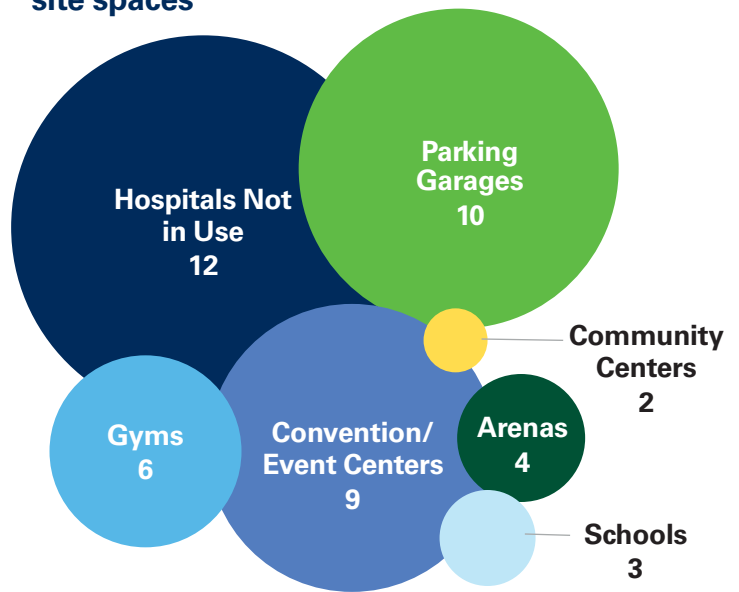 site spaces
Parking
Garages
10
Hospitals Not
in Use
12
Community
Centers
2
Gyms
6
Convention/
Event Centers
9
Arenas
4
Schools
3